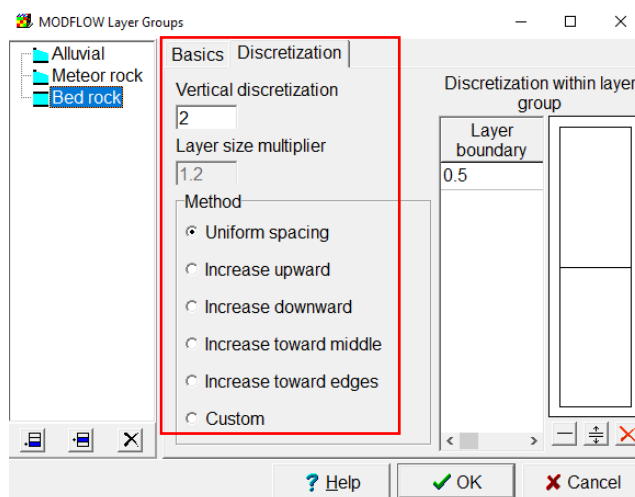 MODFLOW Layer Groups
Alluvial
Meteor rock
Bed rock
Basics
Discretization
Vertical discretization
2
Layer size multiplier
1.2
Method
Uniform spacing
Increase upward
Increase downward
Increase toward middle
Increase toward edges
Custom
Discretization within layer
group
Layer
boundary
0.5
? Help
OK
Cancel